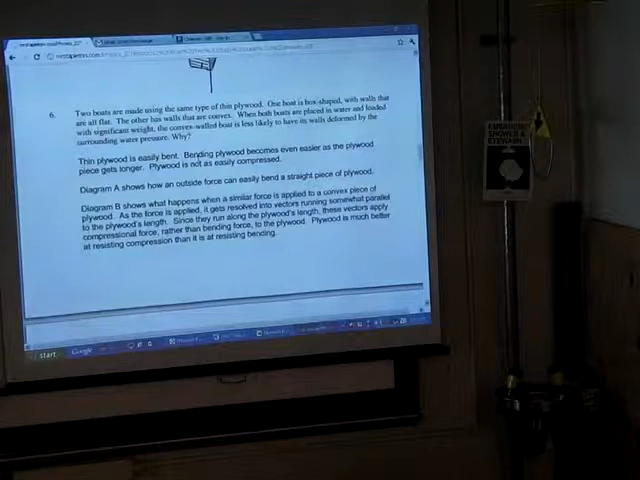 6. Two boats are made using the same type of thin plywood. One boat is box-shaped, with walls that
are all flat. The other has walls that are convex. When both boats are placed in water and loaded
with significant weight, the convex-walled boat is less likely to have its walls deformed by the
surrounding water pressure. Why?
Thin plywood is easily bent. Bending plywood becomes even easier as the plywood
piece gets longer. Plywood is not as easily compressed.
Diagram A shows how an outside force can easily bend a straight piece of plywood.
Diagram B shows what happens when a similar force is applied to a convex piece of
plywood. As the force is applied, it gets resolved into vectors running somewhat parallel
to the plywood's length. Since they run along the plywood's length, these vectors apply
compressional force, rather than bending force, to the plywood. Plywood is much better
at resisting compression than it is at resisting bending.
start Google
EMERGENCY
SHOWER &
EYEWASH